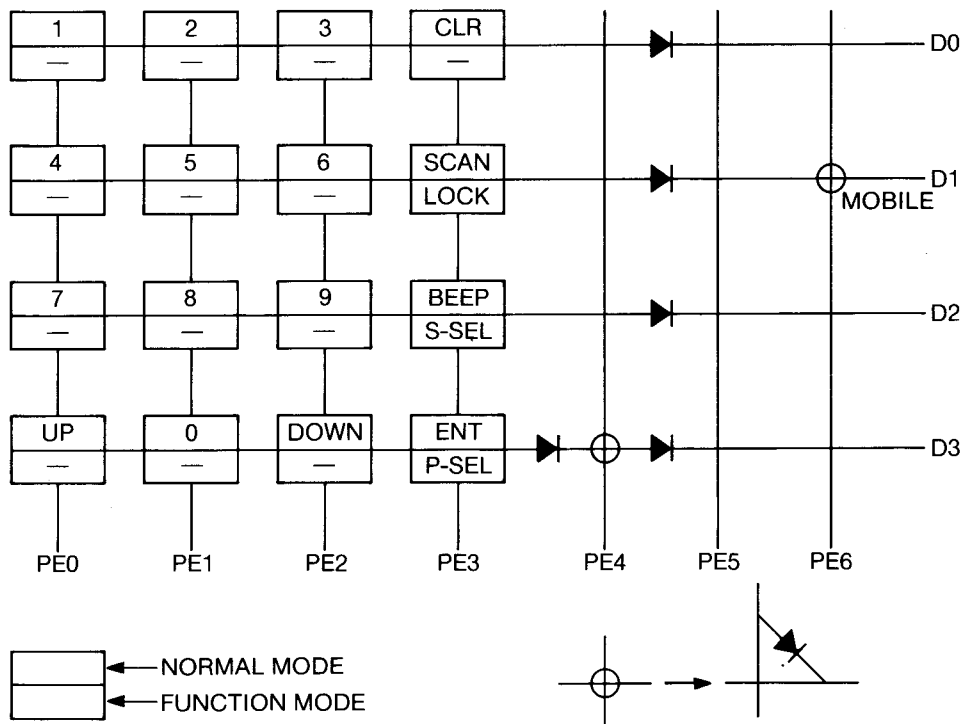 1 2 3 CLR
— — — —
D0
4 5 6 SCAN
— — — LOCK
D1
MOBILE
7 8 9 BEEP
— — — S-SEL
D2
UP 0 DOWN ENT
— — — P-SEL
D3
PE0 PE1 PE2 PE3 PE4 PE5 PE6
NORMAL MODE
FUNCTION MODE